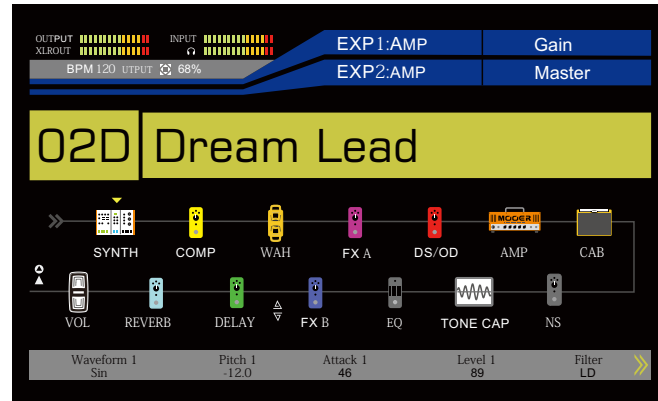 OUTPUT INPUT
XLROUT
BPM 120 UTPUT 68%
EXP1:AMP Gain
EXP2:AMP Master
02D Dream Lead
MOOER
SYNTH COMP WAH FX A DS/OD AMP CAB
VOL REVERB DELAY FX B EQ TONE CAP NS
Waveform 1 Pitch 1 Attack 1 Level 1 Filter
Sin -12.0 46 89 LD